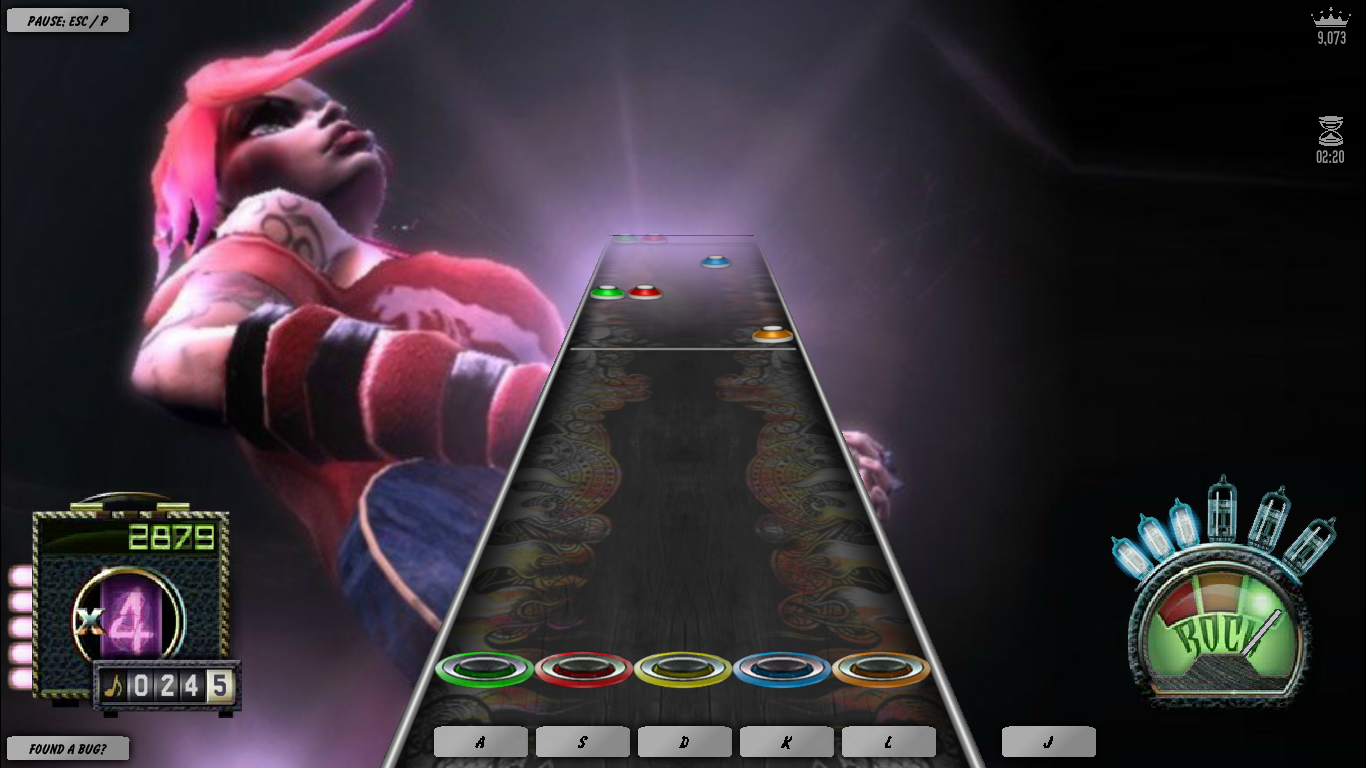 PAUSE: ESC / P
9,073
02:20
2879
X4
0245
ROCK
A
S
D
K
L
J
FOUND A BUG?